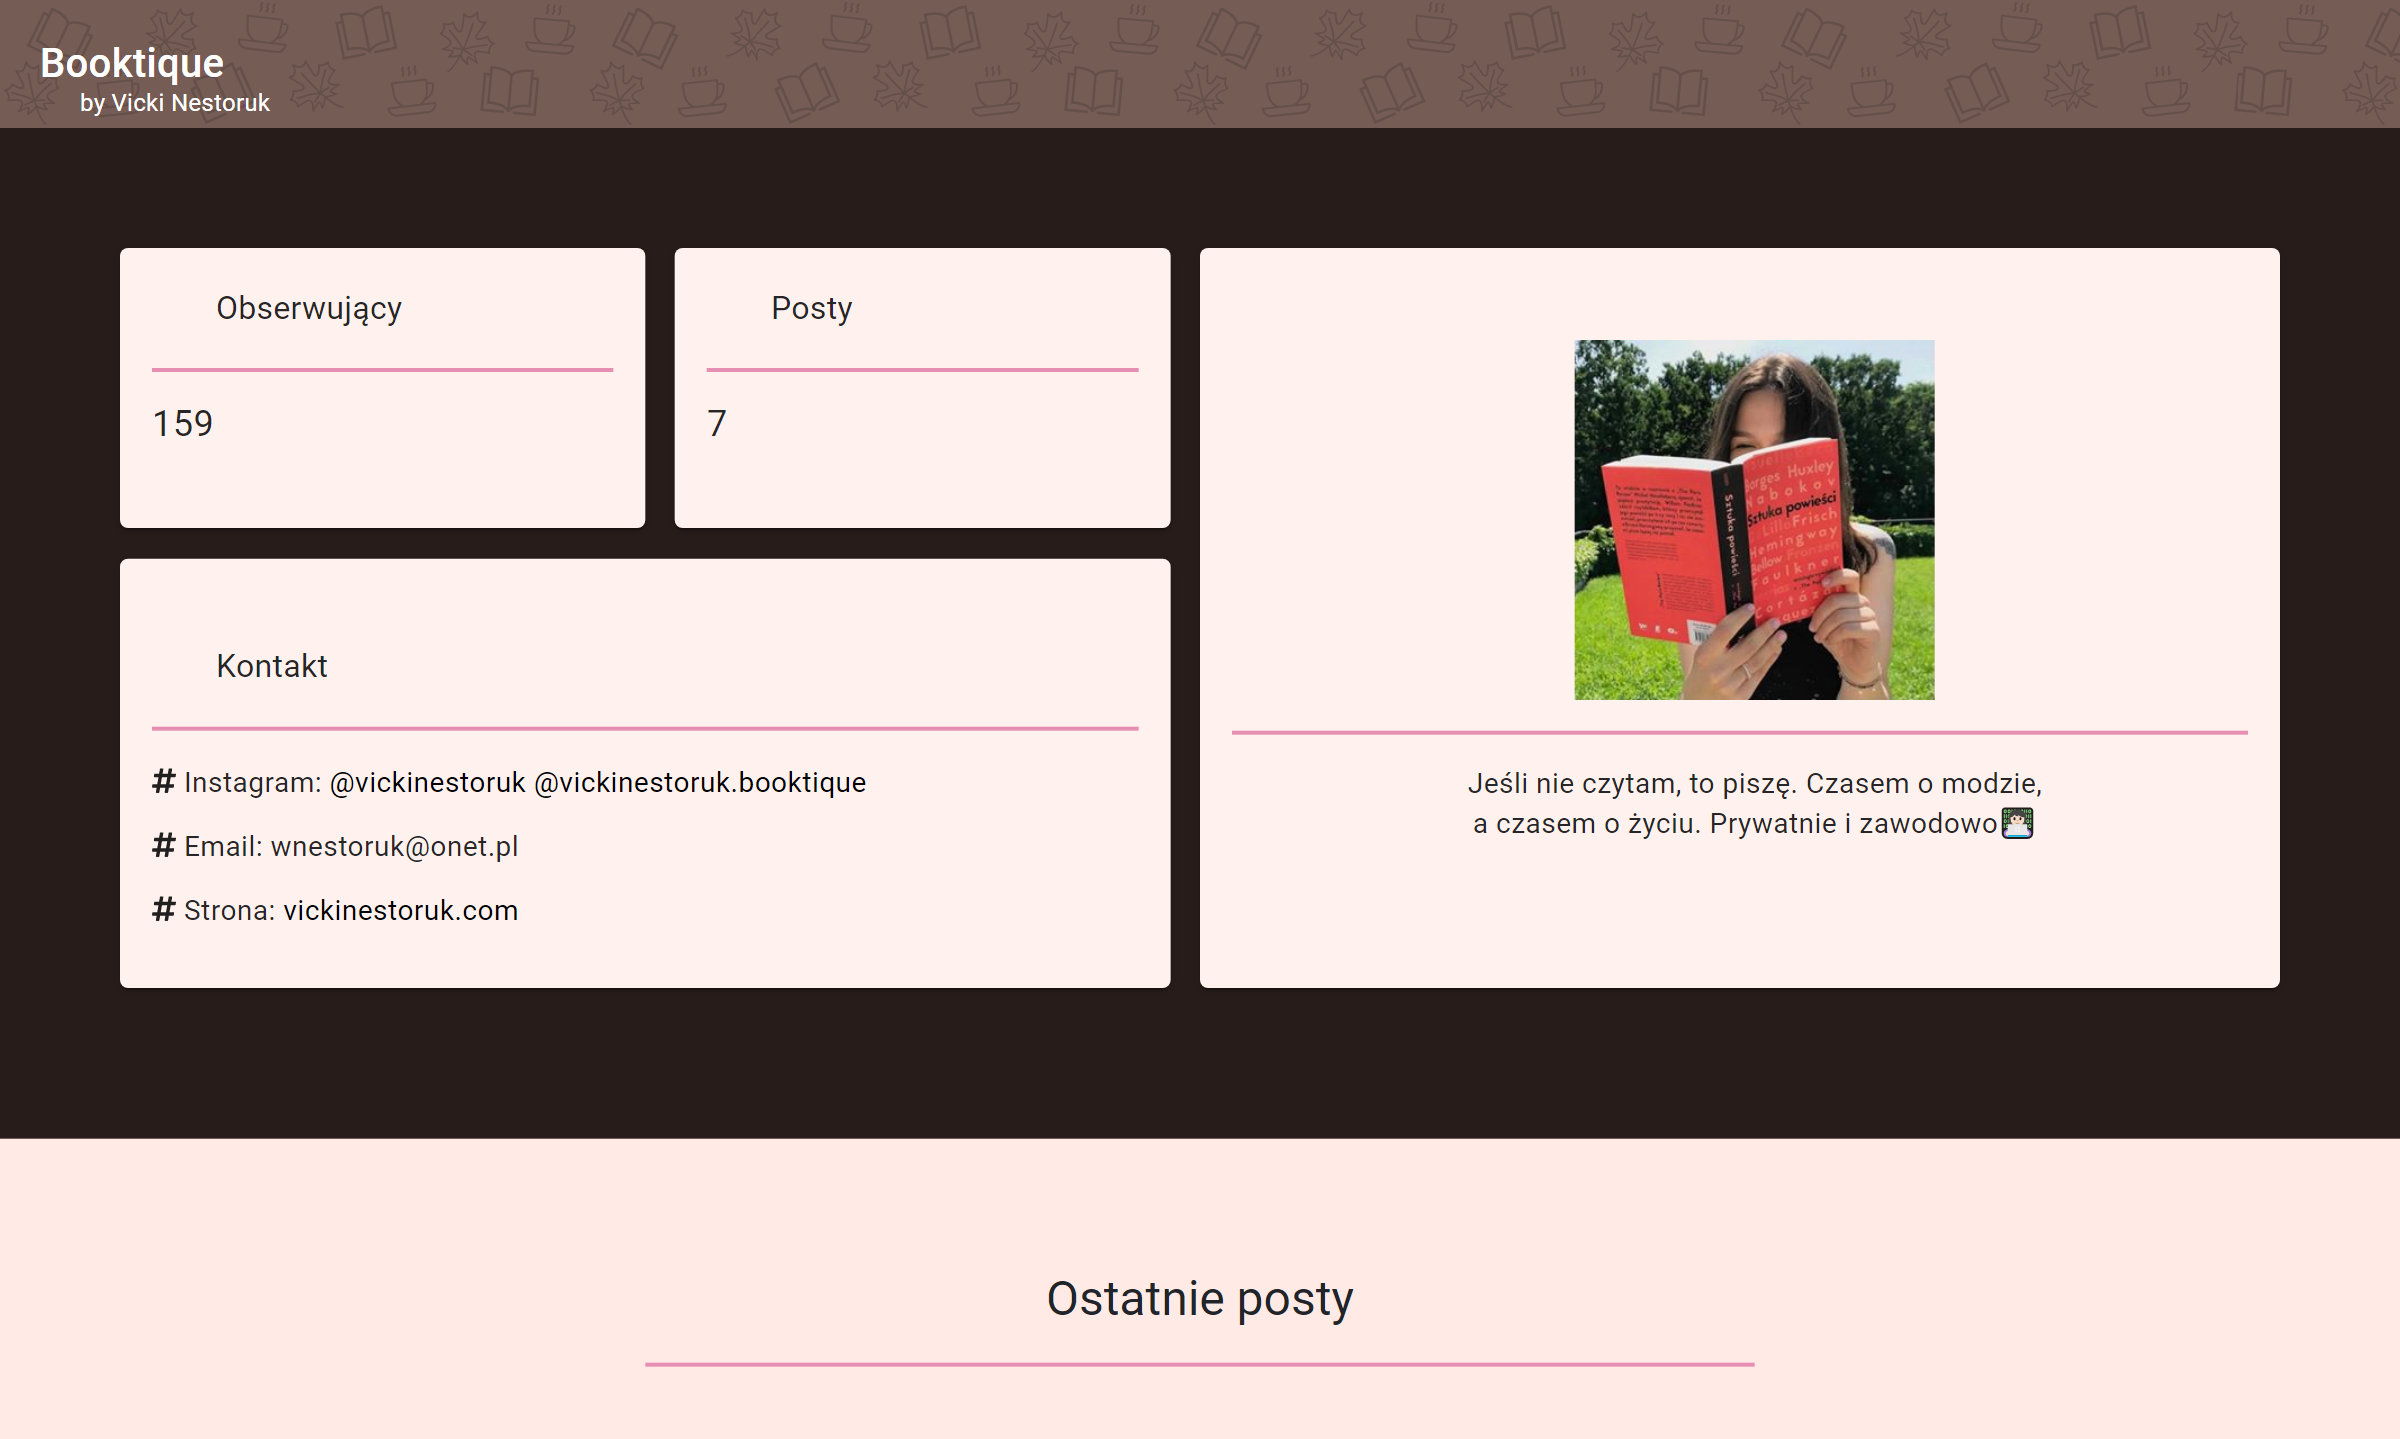 Booktique
by Vicki Nestoruk
Obserwujący
159
Posty
7
Kontakt
Instagram: @vickinestoruk @vickinestoruk.booktique
Email: wnestoruk@onet.pl
Strona: vickinestoruk.com
Sztuka powieści
Borges Huxley
Nabokov
Sztuka powieści
Lille Frisch
Hemingway
Bellow Franzen
Faulkner
Jeśli nie czytam, to piszę. Czasem o modzie,
a czasem o życiu. Prywatnie i zawodowo
Ostatnie posty